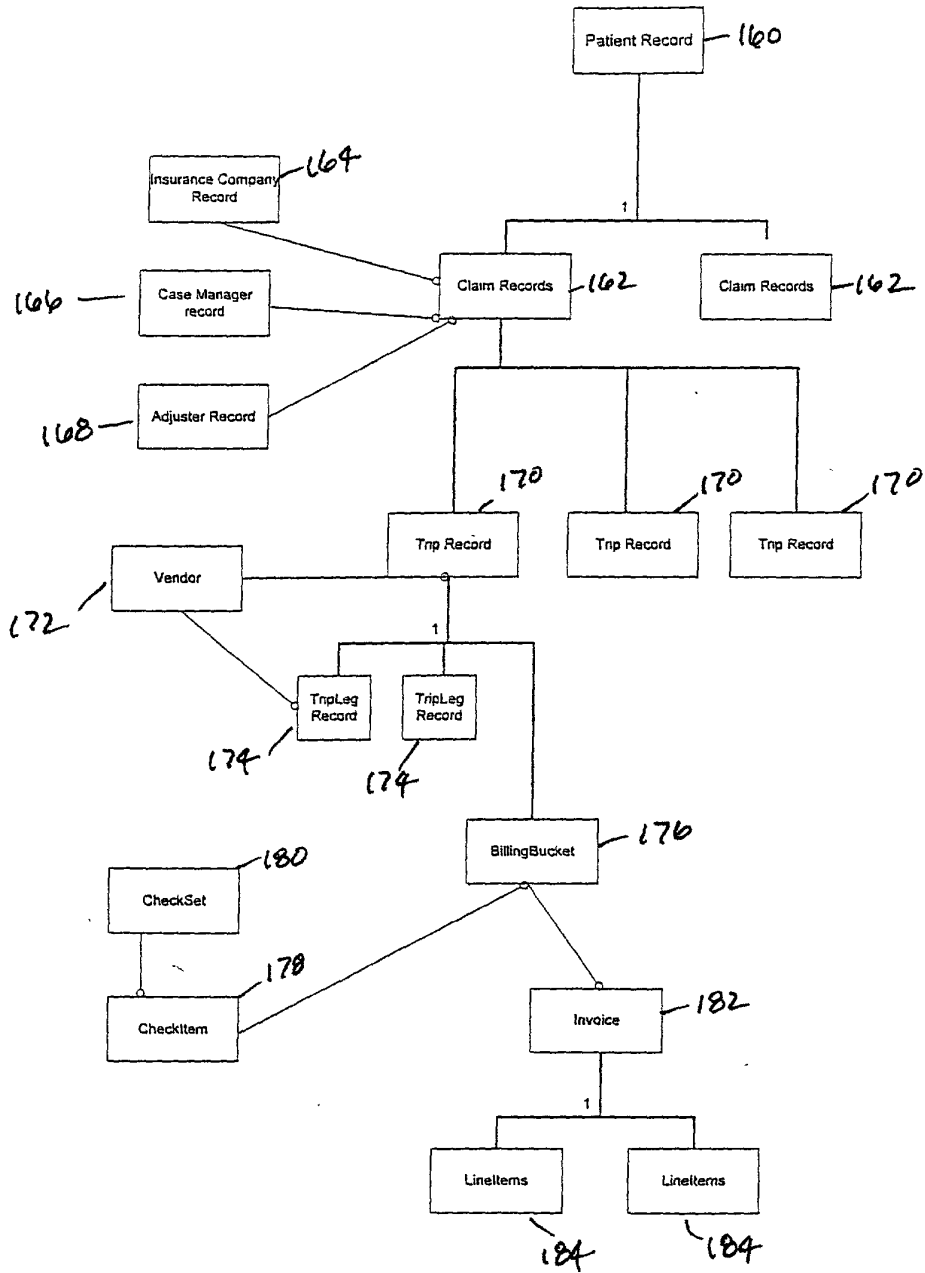 Patient Record
160
Insurance Company
Record
164
1
Claim Records
162
Claim Records
162
166
Case Manager
record
168
Adjuster Record
170
170
170
Trip Record
Trip Record
Trip Record
Vendor
172
1
TripLeg
Record
TripLeg
Record
174
174
BillingBucket
176
180
CheckSet
178
CheckItem
Invoice
182
1
LineItems
LineItems
184
184